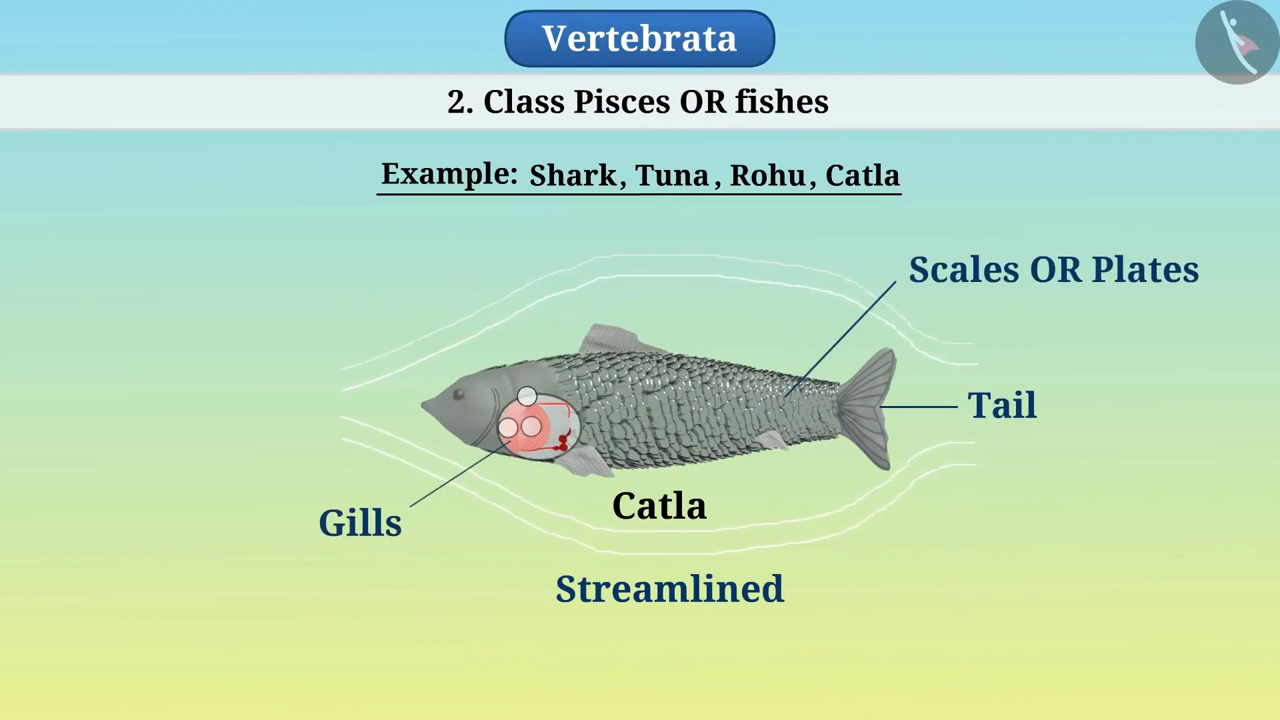 Vertebrata
2. Class Pisces OR fishes
Example: Shark, Tuna, Rohu, Catla
Scales OR Plates
Tail
Gills
Catla
Streamlined